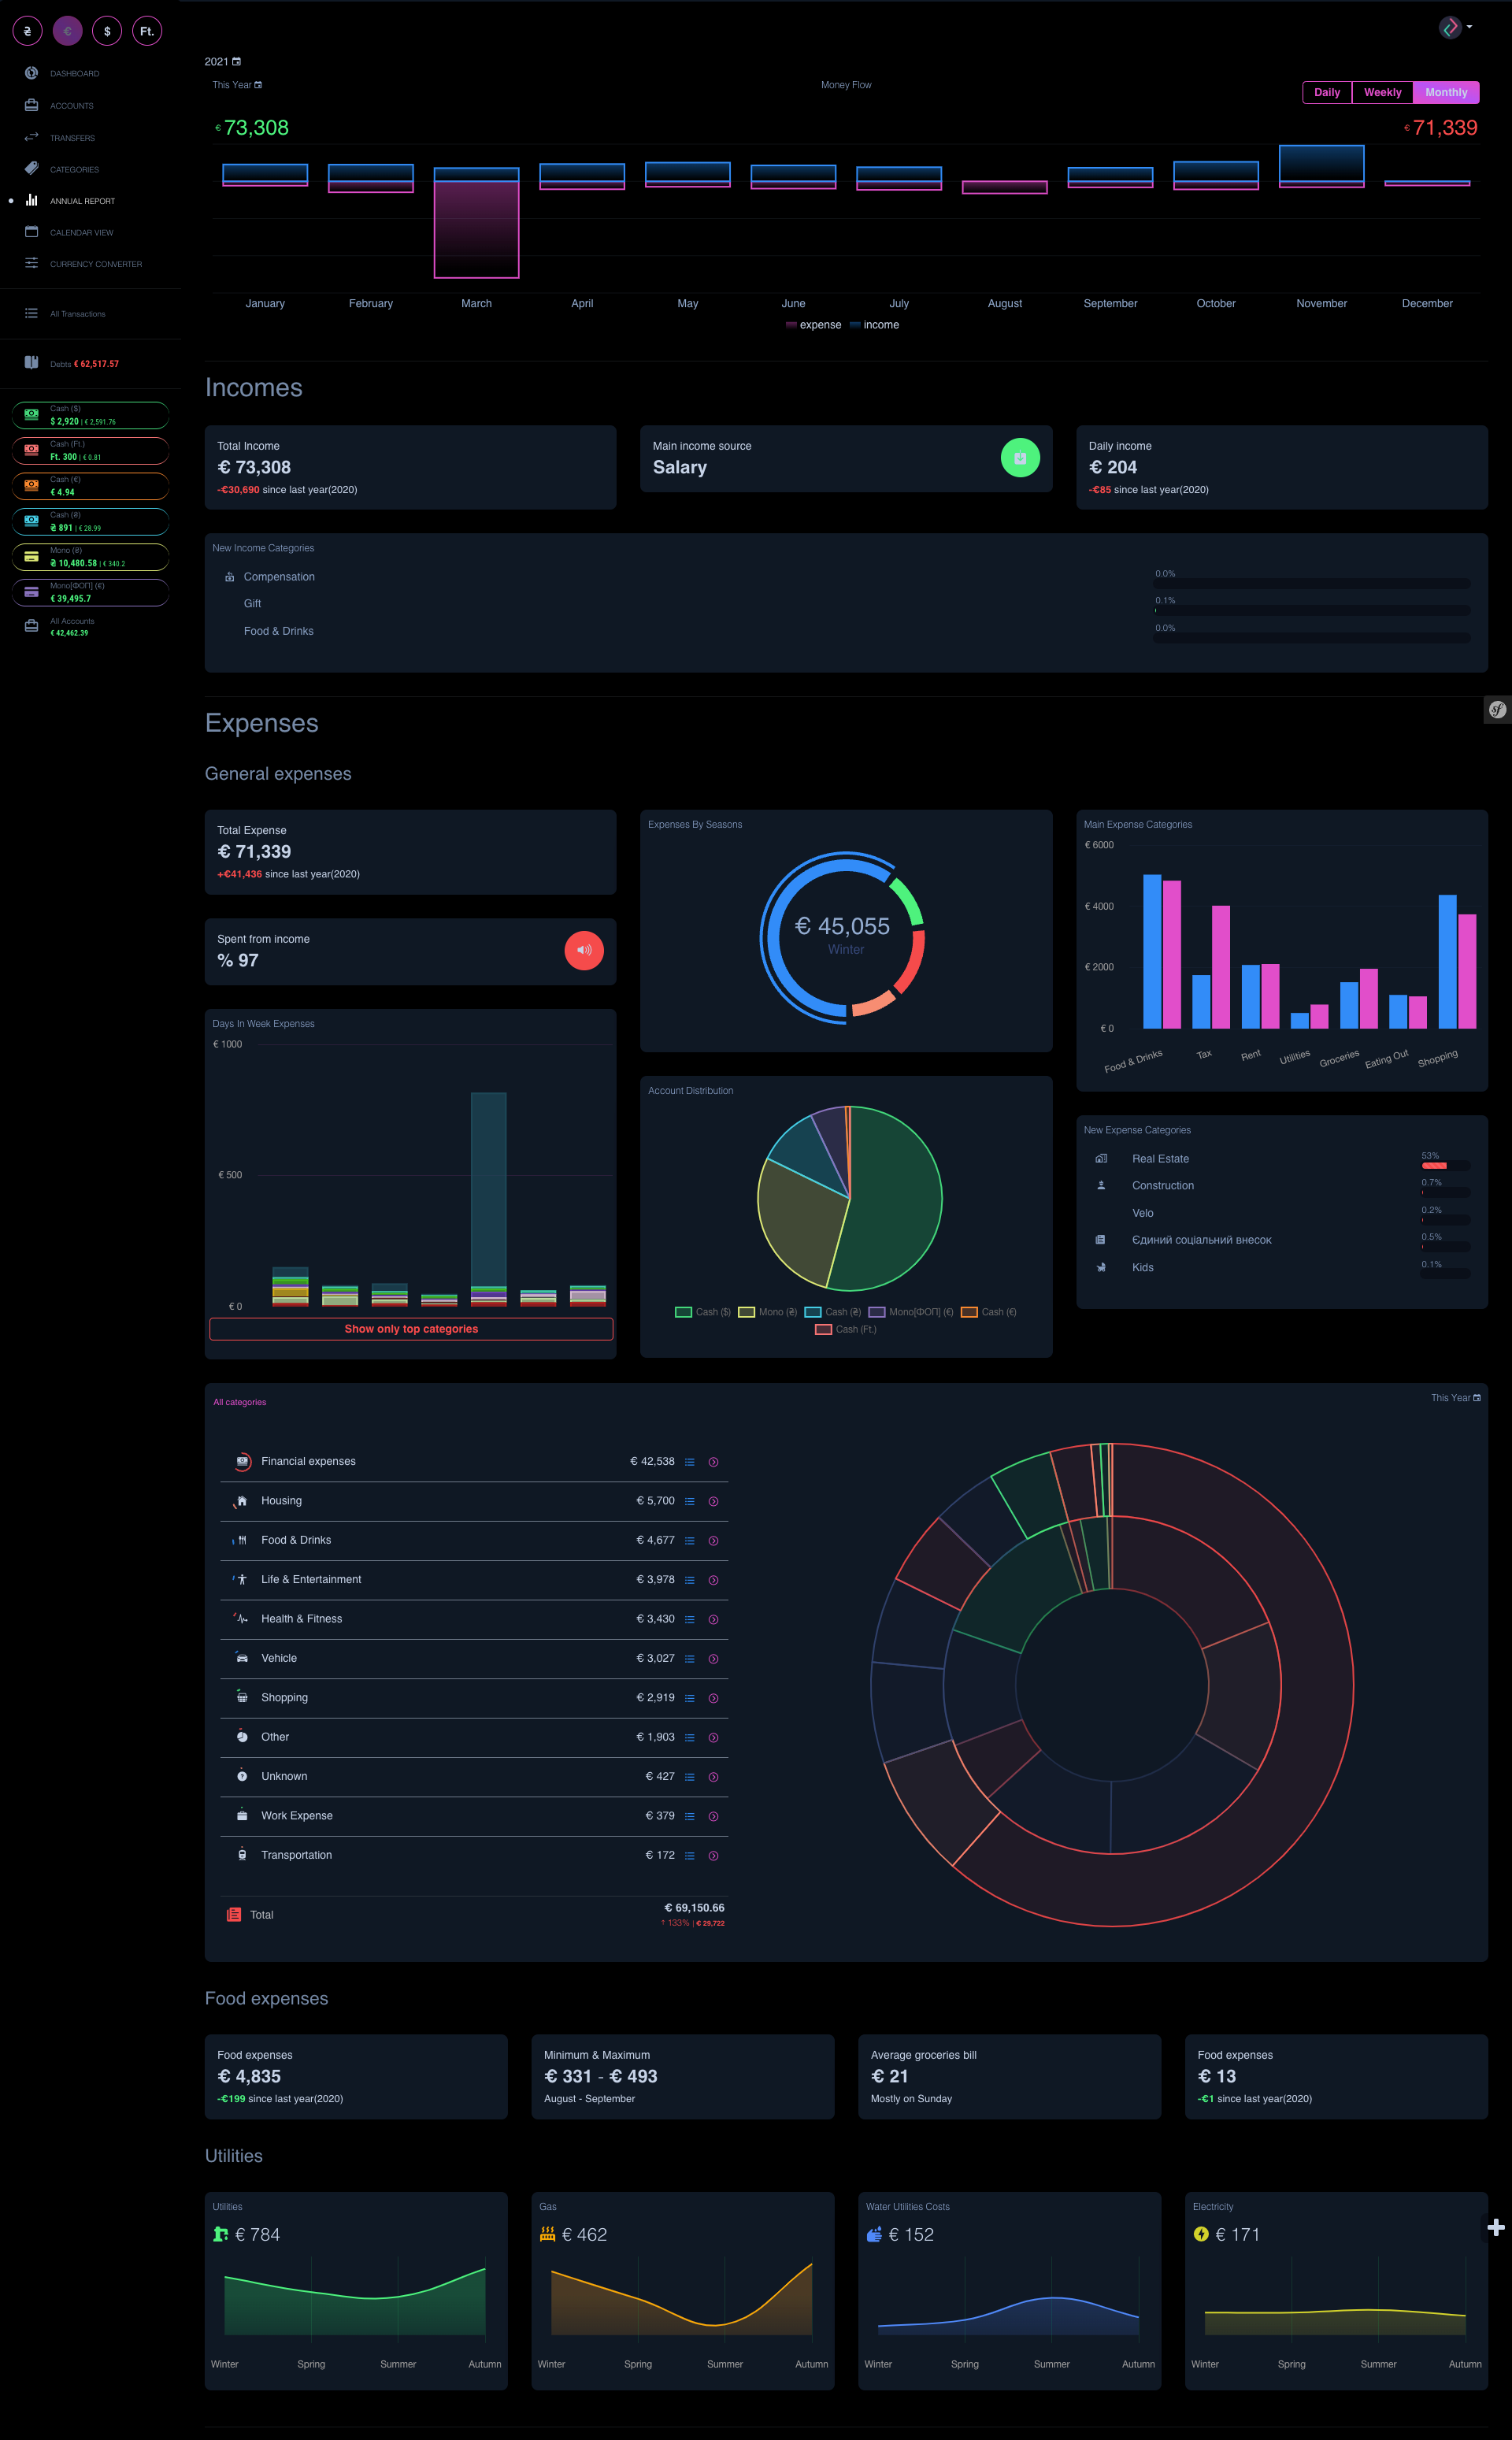 ₴ € $ Ft.
DASHBOARD
ACCOUNTS
TRANSFERS
CATEGORIES
ANNUAL REPORT
CALENDAR VIEW
CURRENCY CONVERTER
All Transactions
Debts € 62,517.57
Cash ($)
$ 2,920 | € 2,591.76
Cash (Ft.)
Ft. 300 | € 0.81
Cash (€)
€ 4.94
Cash (₴)
₴ 891 | € 28.99
Mono (₴)
₴ 10,480.58 | € 340.2
Mono[ФОП] (€)
€ 39,495.7
All Accounts
€ 42,462.39
2021
This Year
Money Flow
Daily Weekly Monthly
€ 73,308
€ 71,339
January February March April May June July August September October November December
expense income
Incomes
Total Income
€ 73,308
-€30,690 since last year(2020)
Main income source
Salary
Daily income
€ 204
-€85 since last year(2020)
New Income Categories
Compensation 0.0%
Gift 0.1%
Food & Drinks 0.0%
sf
Expenses
General expenses
Total Expense
€ 71,339
+€41,436 since last year(2020)
Spent from income
% 97
Days In Week Expenses
€ 1000
€ 500
€ 0
Show only top categories
Expenses By Seasons
€ 45,055
Winter
Account Distribution
Cash ($) Mono (₴) Cash (₴) Mono[ФОП] (€) Cash (€)
Cash (Ft.)
Main Expense Categories
€ 6000
€ 4000
€ 2000
€ 0
Food & Drinks Tax Rent Utilities Groceries Eating Out Shopping
New Expense Categories
Real Estate 53%
Construction 0.7%
Velo 0.2%
Єдиний соціальний внесок 0.5%
Kids 0.1%
All categories
This Year
Financial expenses € 42,538
Housing € 5,700
Food & Drinks € 4,677
Life & Entertainment € 3,978
Health & Fitness € 3,430
Vehicle € 3,027
Shopping € 2,919
Other € 1,903
Unknown € 427
Work Expense € 379
Transportation € 172
Total € 69,150.66
↑ 133% | € 29,722
Food expenses
Food expenses
€ 4,835
-€199 since last year(2020)
Minimum & Maximum
€ 331 - € 493
August - September
Average groceries bill
€ 21
Mostly on Sunday
Food expenses
€ 13
-€1 since last year(2020)
Utilities
Utilities
€ 784
Winter Spring Summer Autumn
Gas
€ 462
Winter Spring Summer Autumn
Water Utilities Costs
€ 152
Winter Spring Summer Autumn
Electricity
€ 171
Winter Spring Summer Autumn